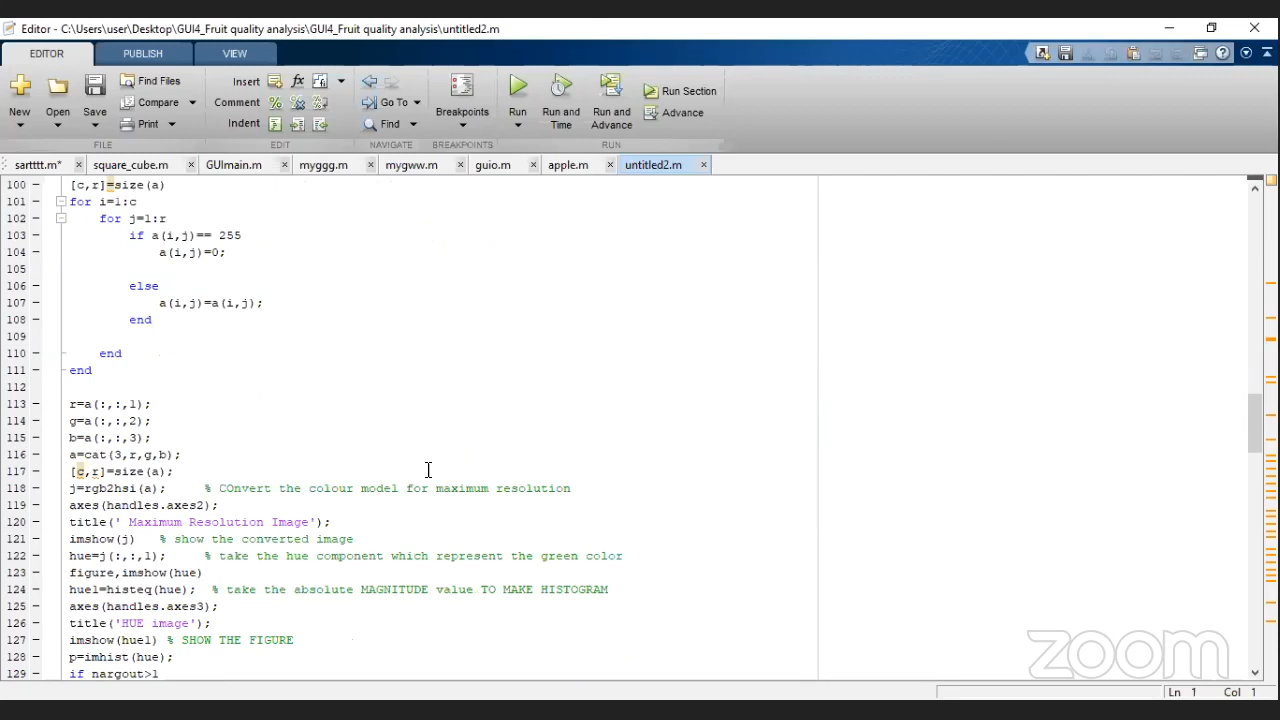 Editor - C:\Users\user\Desktop\GUI4_Fruit quality analysis\GUI4_Fruit quality analysis\untitled2.m
EDITOR PUBLISH VIEW
New Open Save Find Files Compare Print
Insert Comment Indent
Go To Find
Breakpoints
Run Run and Time Run and Advance Run Section Advance
FILE EDIT NAVIGATE BREAKPOINTS RUN
sartttt.m* square_cube.m GUImain.m myggg.m mygww.m guio.m apple.m untitled2.m
100 [c,r]=size(a)
101 for i=1:c
102 for j=1:r
103 if a(i,j)== 255
104 a(i,j)=0;
105
106 else
107 a(i,j)=a(i,j);
108 end
109
110 end
111 end
112
113 r=a(:,:,1);
114 g=a(:,:,2);
115 b=a(:,:,3);
116 a=cat(3,r,g,b);
117 [c,r]=size(a);
118 j=rgb2hsi(a); % COnvert the colour model for maximum resolution
119 axes(handles.axes2);
120 title(' Maximum Resolution Image');
121 imshow(j) % show the converted image
122 hue=j(:,:,1); % take the hue component which represent the green color
123 figure,imshow(hue)
124 hue1=histeq(hue); % take the absolute MAGNITUDE value TO MAKE HISTOGRAM
125 axes(handles.axes3);
126 title('HUE image');
127 imshow(hue1) % SHOW THE FIGURE
128 p=imhist(hue);
129 if nargout>1
zoom
Ln 1 Col 1